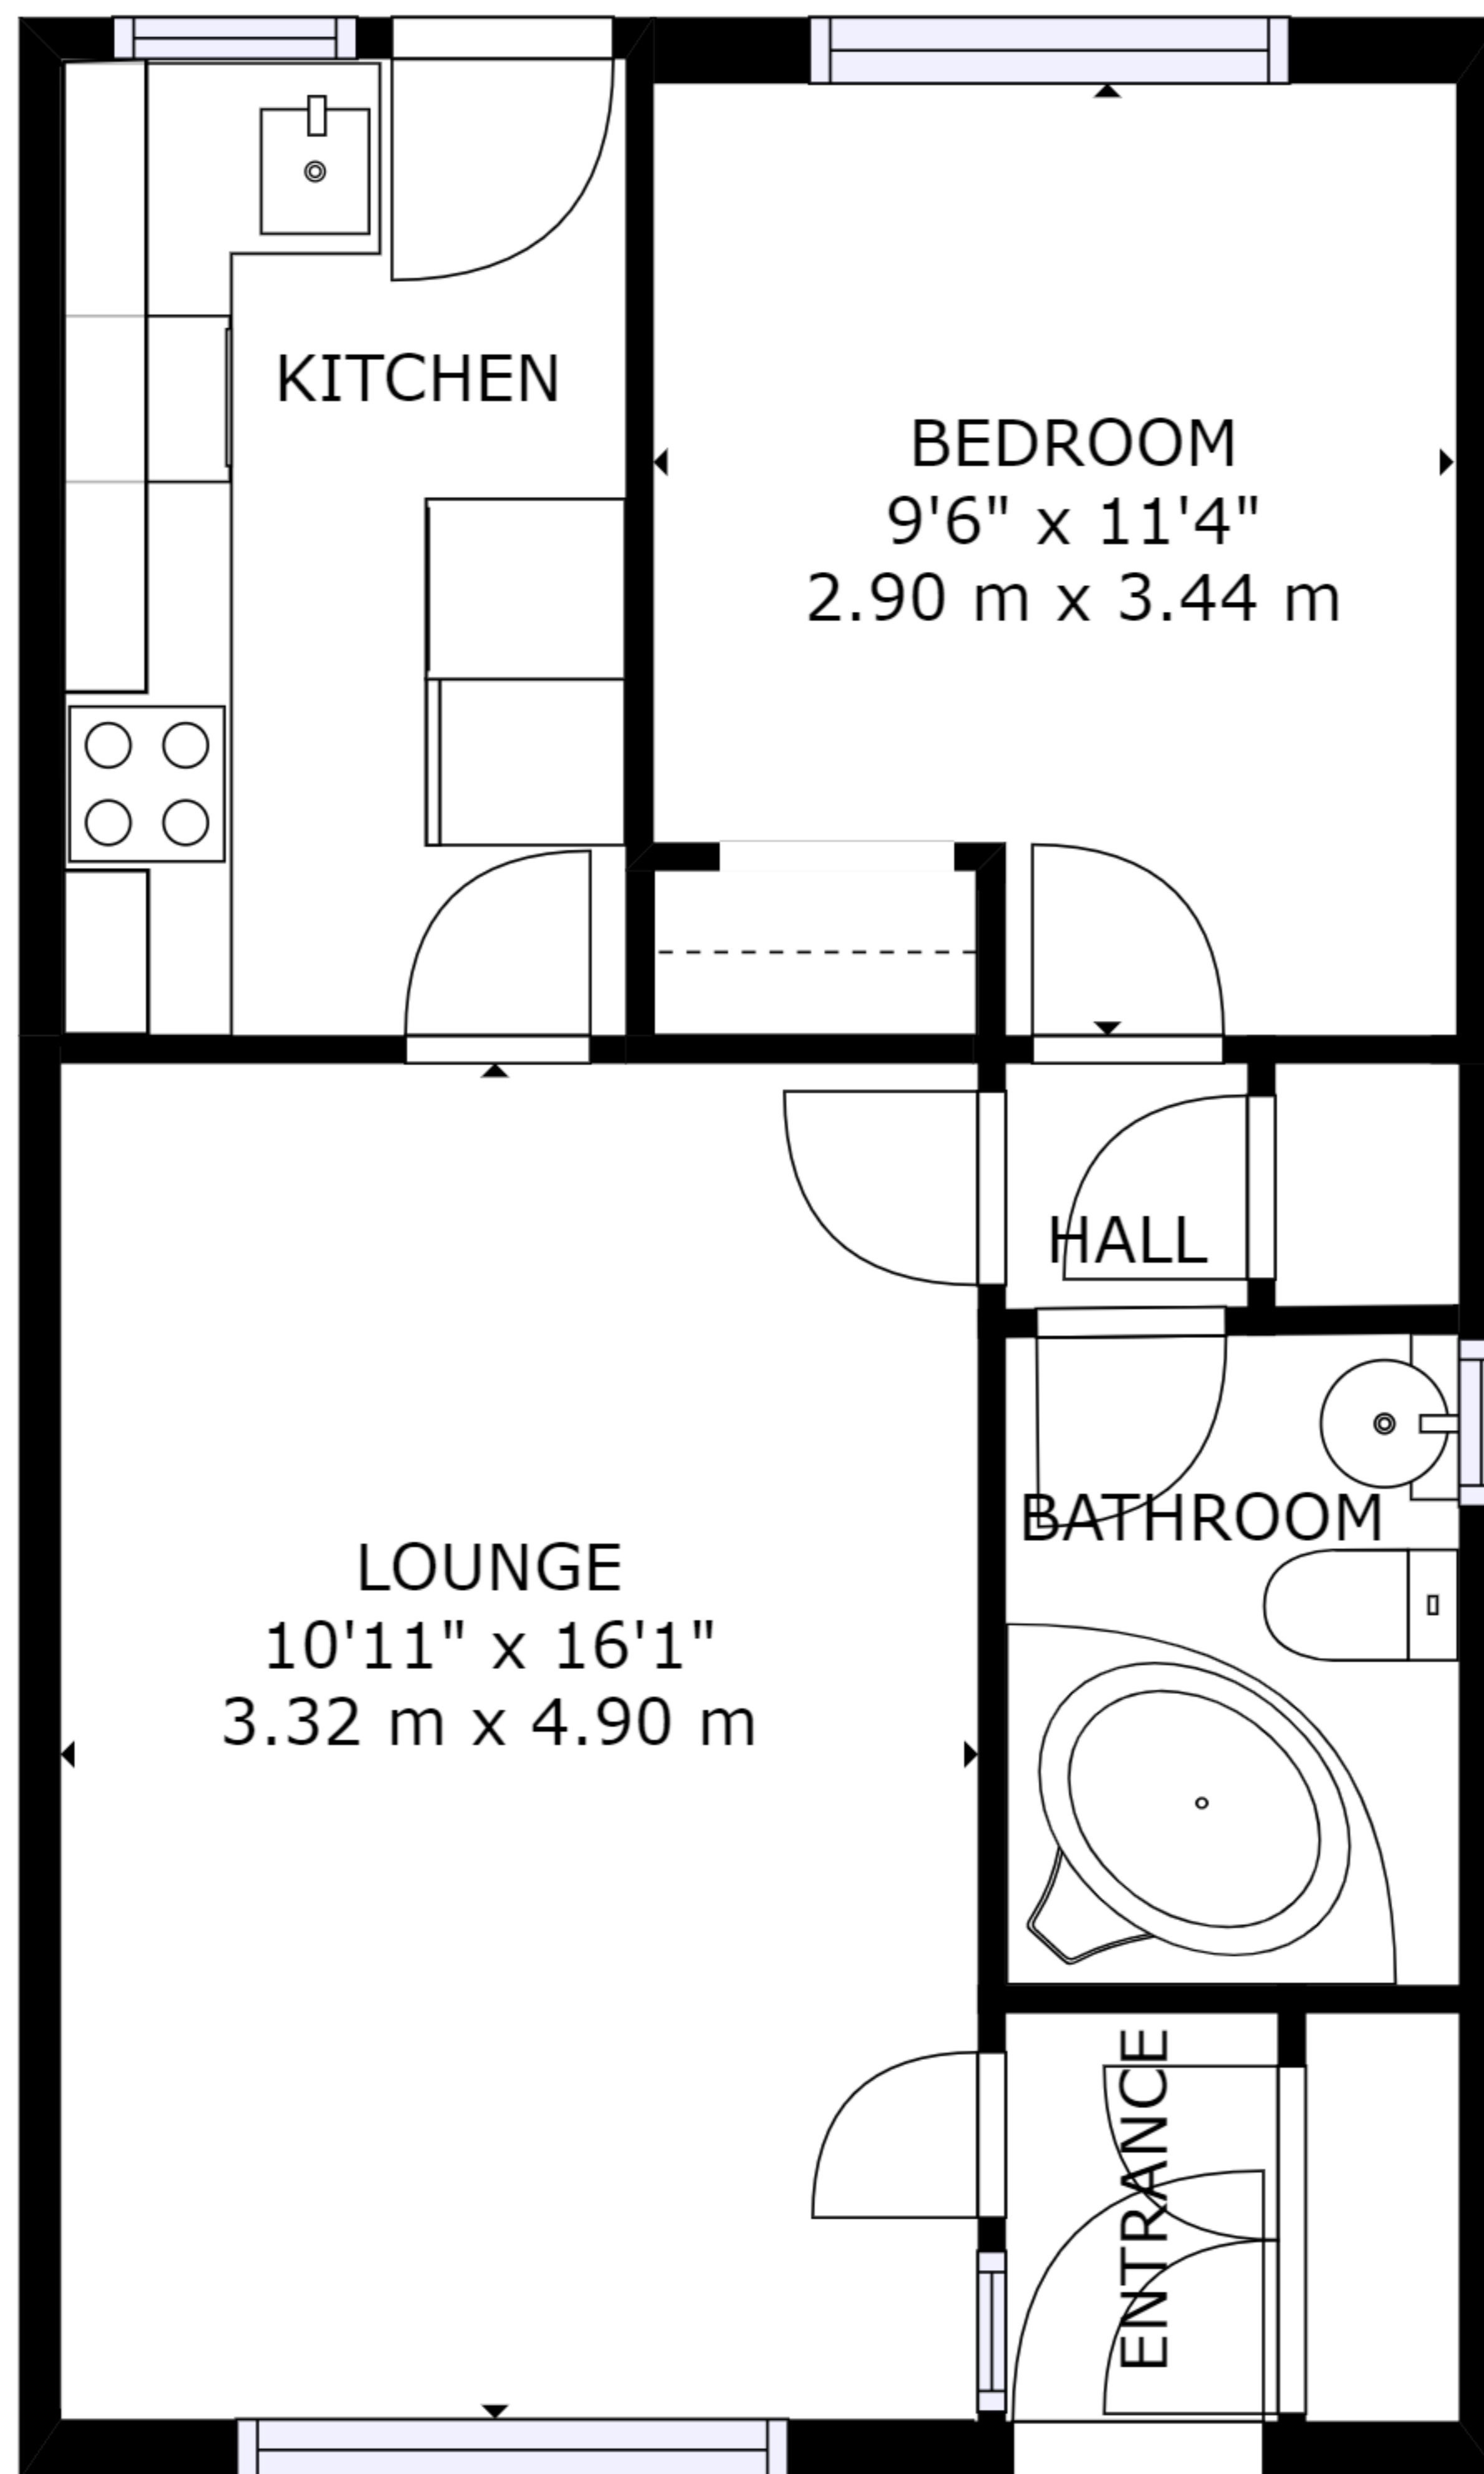 KITCHEN
BEDROOM
9'6" x 11'4"
2.90 m x 3.44 m
HALL
BATHROOM
LOUNGE
10'11" x 16'1"
3.32 m x 4.90 m
ENTRANCE